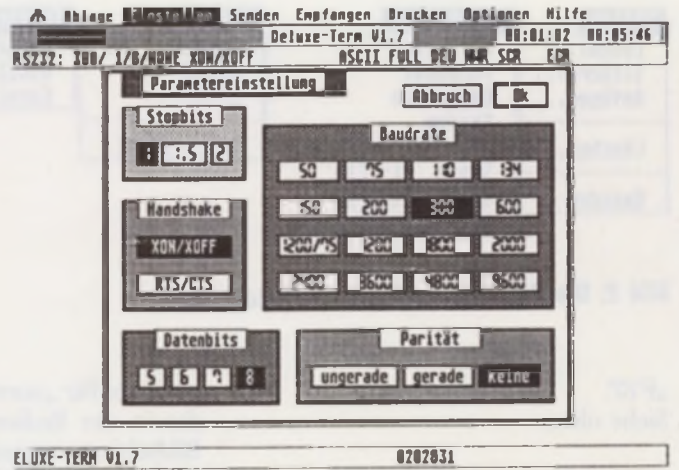 Ablage Einstellen Senden Empfangen Drucken Optionen Hilfe
Deluxe-Term V1.7 00:01:02 00:05:46
RS232: 300/ 1/8/NONE XON/XOFF ASCII FULL DEV SCR ECR
Parametereinstellung
Abbruch Ok
Stopbits
1 1.5 2
Baudrate
50 75 110 134
150 200 300 600
1200/75 1200 1800 2000
2400 3600 4800 9600
Handshake
XON/XOFF
RTS/CTS
Datenbits
5 6 7 8
Parität
ungerade gerade keine
ELUXE-TERM V1.7 0202031